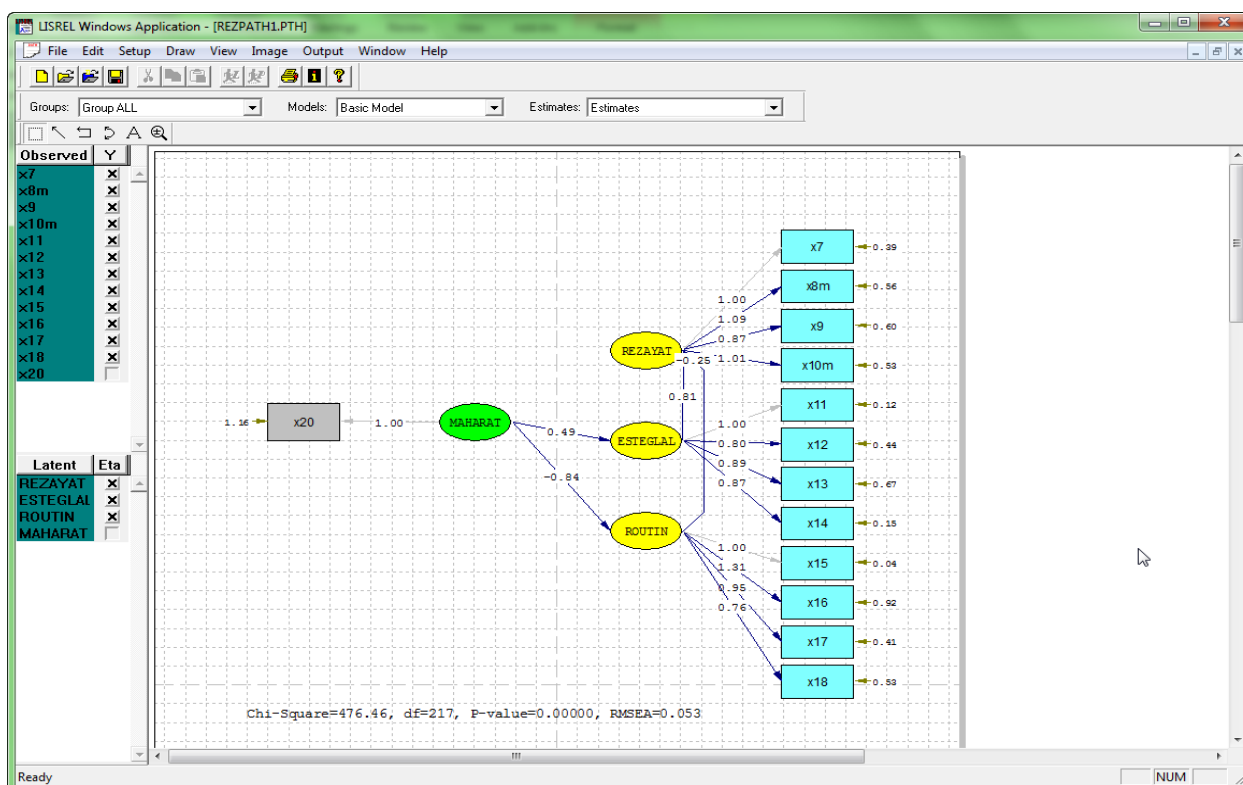 LISREL Windows Application - [REZPATH1.PTH]
File Edit Setup Draw View Image Output Window Help
Groups: Group ALL Models: Basic Model Estimates: Estimates
Observed Y
x7
x8m
x9
x10m
x11
x12
x13
x14
x15
x16
x17
x18
x20
Latent Eta
REZAYAT
ESTEGLAL
ROUTIN
MAHARAT
1.16
x20
1.00
MAHARAT
0.49
-0.84
REZAYAT
ESTEGLAL
ROUTIN
-0.25
0.81
1.00
1.09
0.87
1.01
1.00
0.80
0.89
0.87
1.00
1.31
0.95
0.76
x7 0.39
x8m 0.56
x9 0.60
x10m 0.53
x11 0.12
x12 0.44
x13 0.67
x14 0.15
x15 0.04
x16 0.92
x17 0.41
x18 0.53
Chi-Square=476.46, df=217, P-value=0.00000, RMSEA=0.053
Ready NUM